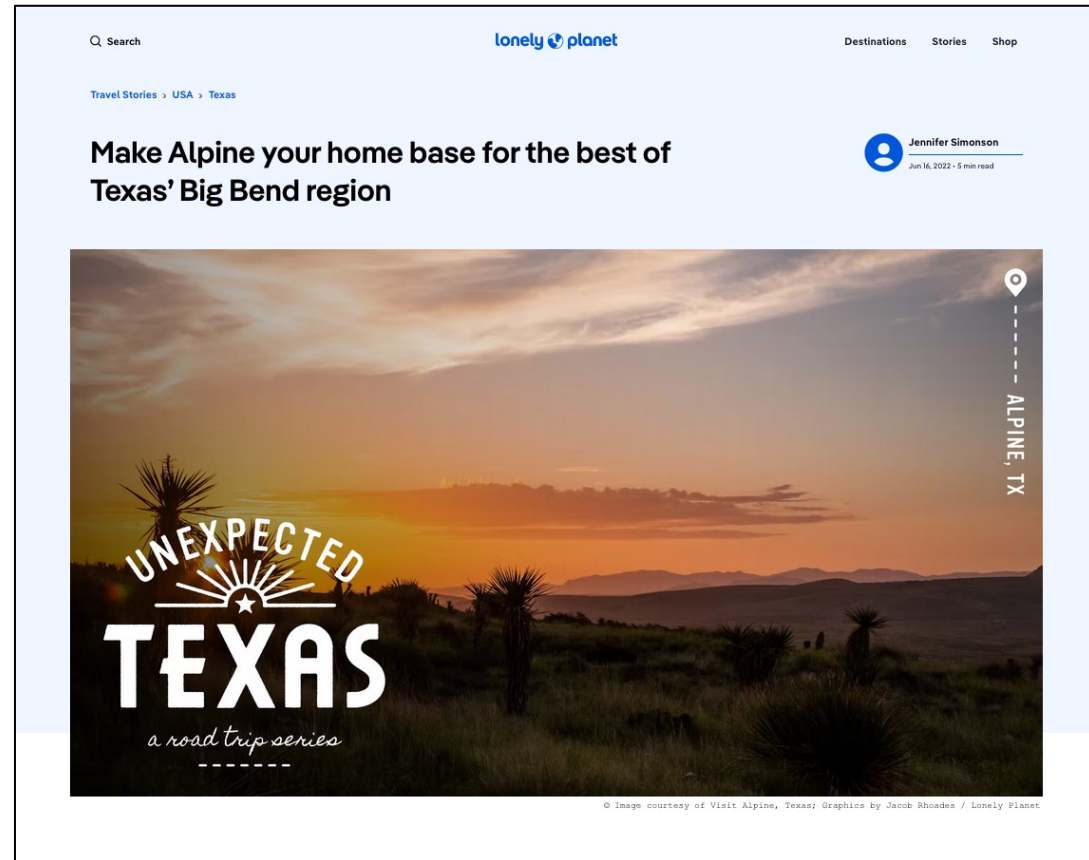 Search
lonely planet
Destinations Stories Shop
Travel Stories › USA › Texas
Make Alpine your home base for the best of
Texas’ Big Bend region
Jennifer Simonson
Jun 16, 2022 • 5 min read
ALPINE, TX
UNEXPECTED
TEXAS
a road trip series
© Image courtesy of Visit Alpine, Texas; Graphics by Jacob Rhoades / Lonely Planet